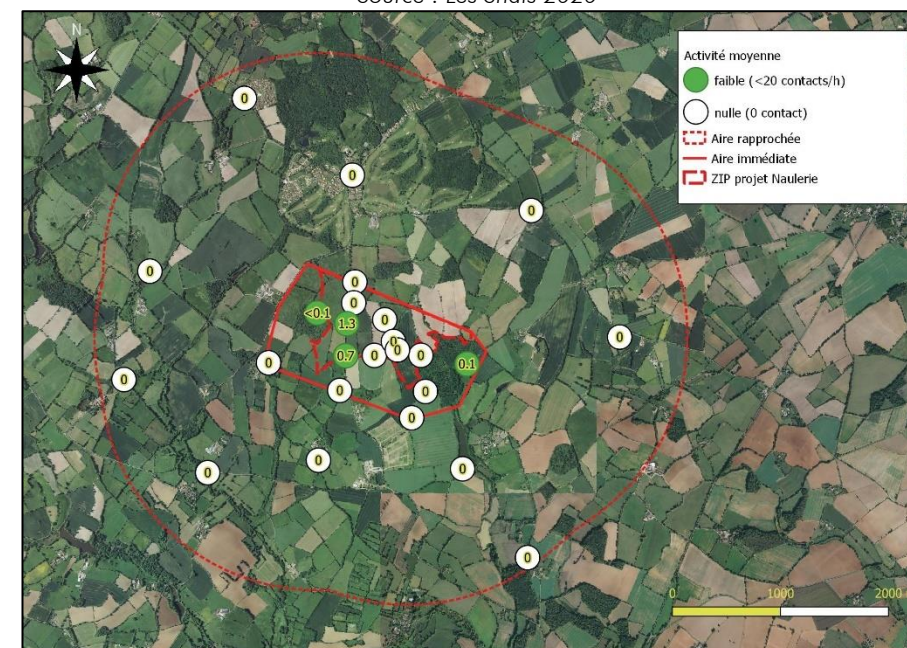 Source : Les Snats 2020
N
Activité moyenne
faible (<20 contacts/h)
nulle (0 contact)
Aire rapprochée
Aire immédiate
ZIP projet Naulerie
0
0
0
0
0
0
<0.1
1.3
0
0
0
0
0.7
0
0
0
0
0.1
0
0
0
0
0
0
0
0
0 1000 2000